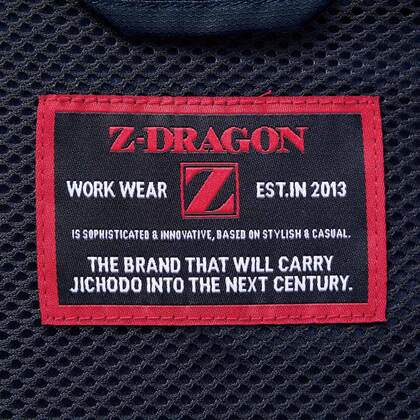 Z-DRAGON
WORK WEAR Z EST.IN 2013
IS SOPHISTICATED & INNOVATIVE, BASED ON STYLISH & CASUAL.
THE BRAND THAT WILL CARRY
JICHODO INTO THE NEXT CENTURY.